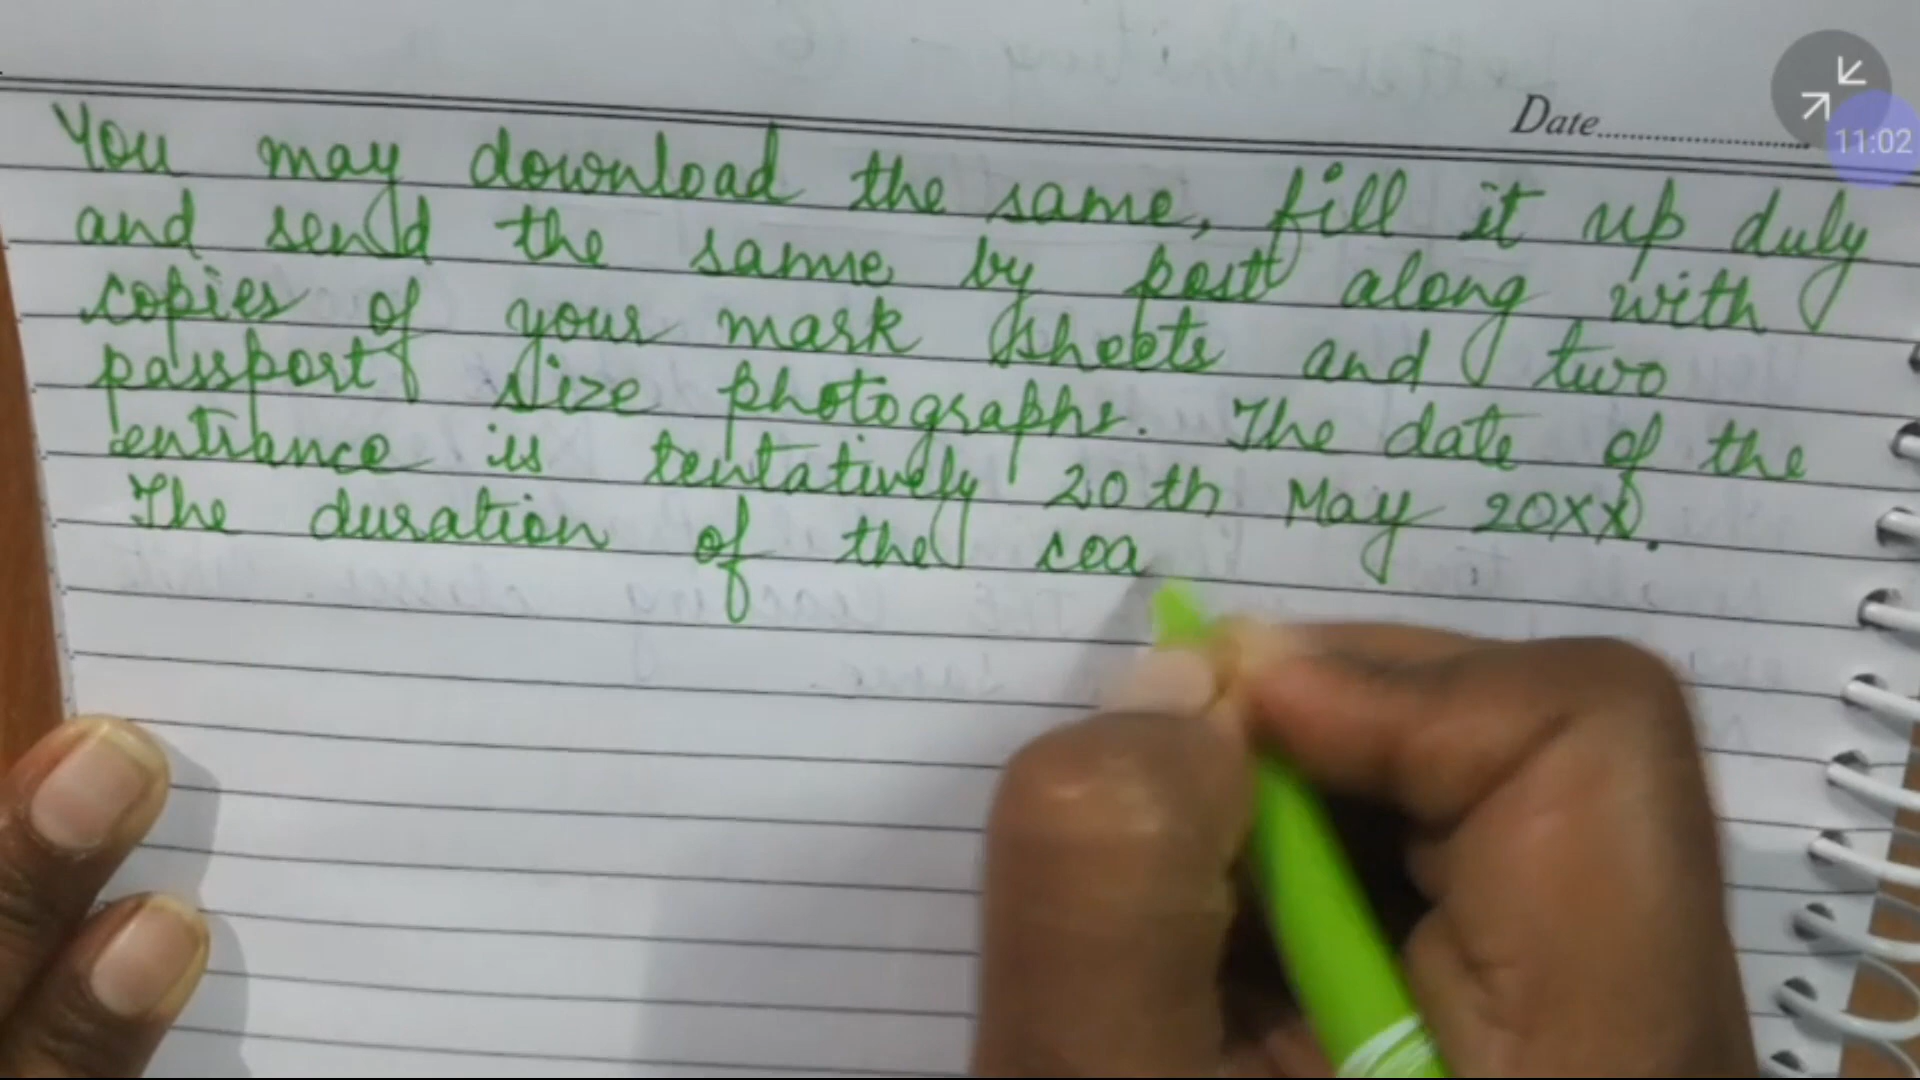 Date
11:02
You may download the same, fill it up duly
and send the same by post along with
copies of your mark sheets and two
passport size photographs. The date of the
entrance is tentatively 20th May 20XX.
The duration of the coa